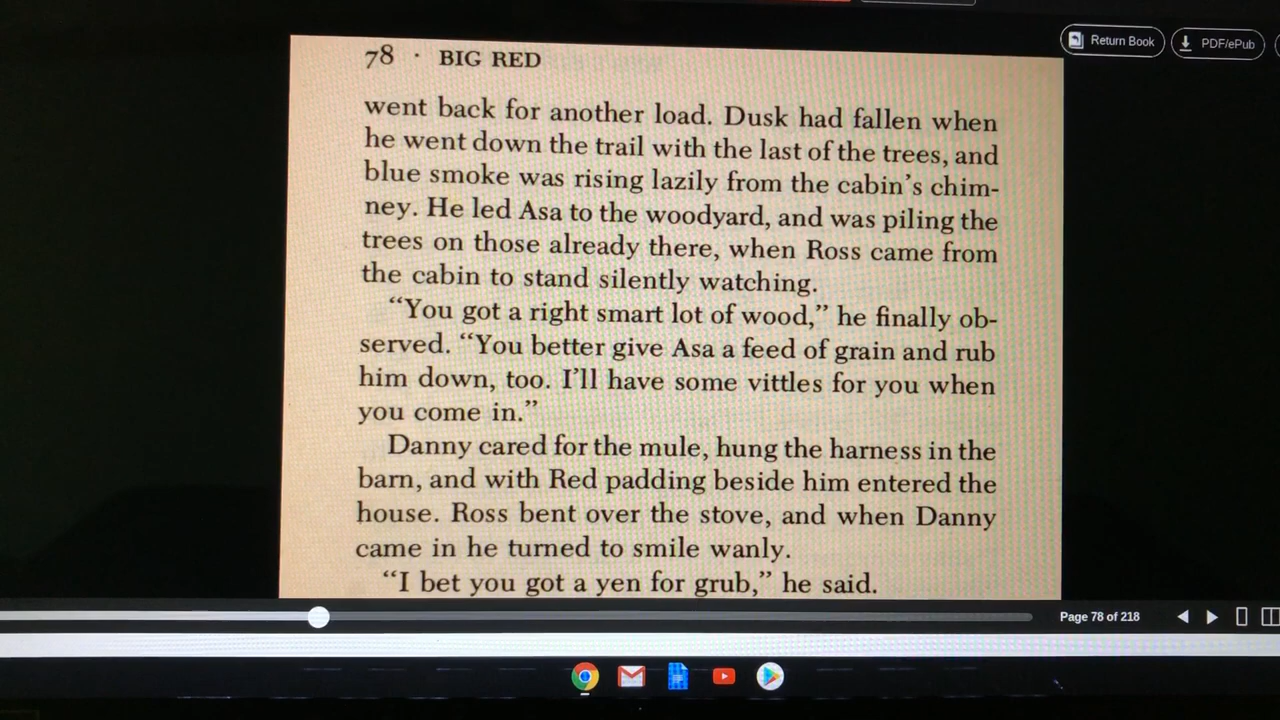 Return Book
PDF/ePub
78 · BIG RED
went back for another load. Dusk had fallen when
he went down the trail with the last of the trees, and
blue smoke was rising lazily from the cabin’s chim-
ney. He led Asa to the woodyard, and was piling the
trees on those already there, when Ross came from
the cabin to stand silently watching.
“You got a right smart lot of wood,” he finally ob-
served. “You better give Asa a feed of grain and rub
him down, too. I’ll have some vittles for you when
you come in.”
Danny cared for the mule, hung the harness in the
barn, and with Red padding beside him entered the
house. Ross bent over the stove, and when Danny
came in he turned to smile wanly.
“I bet you got a yen for grub,” he said.
Page 78 of 218